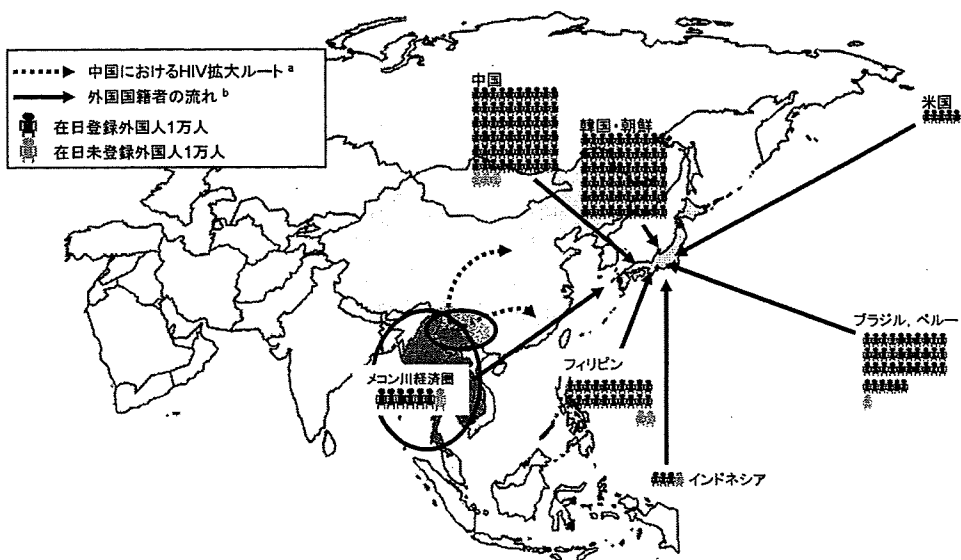 中国におけるHIV拡大ルート a
外国国籍者の流れ b
在日登録外国人1万人
在日未登録外国人1万人
中国
韓国・朝鮮
米国
メコン川経済圏
フィリピン
ブラジル, ペルー
インドネシア